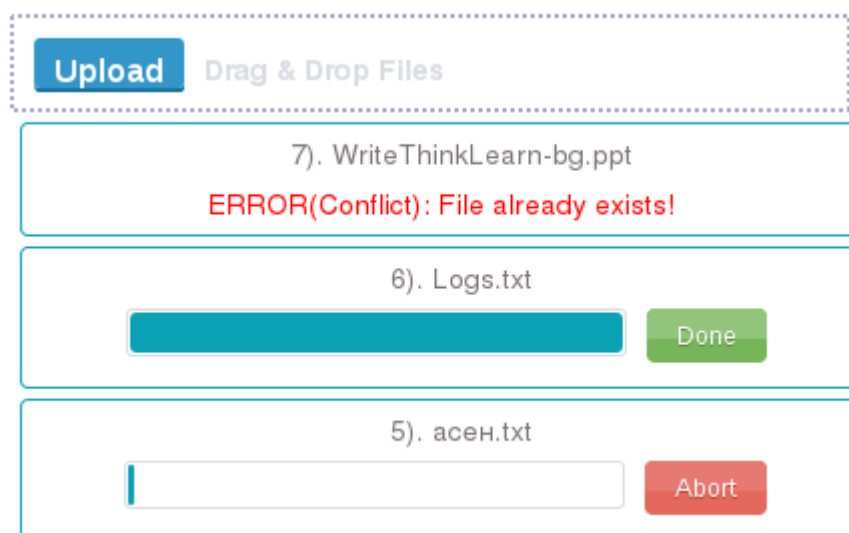 Upload Drag & Drop Files
7). WriteThinkLearn-bg.ppt
ERROR(Conflict): File already exists!
6). Logs.txt
Done
5). асен.txt
Abort